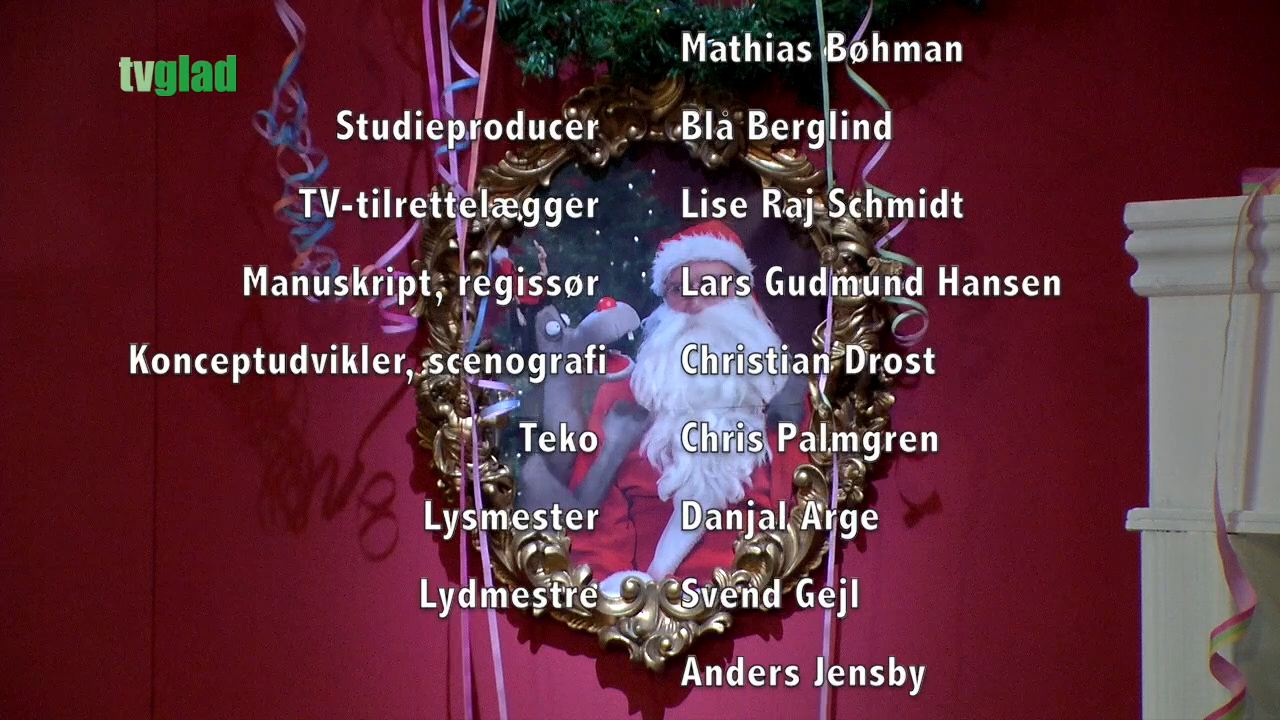 Mathias Bøhman
tvglad
Studieproducer Blå Berglind
TV-tilrettelægger Lise Raj Schmidt
Manuskript, regissør Lars Gudmund Hansen
Konceptudvikler, scenografi Christian Drost
Teko Chris Palmgren
Lysmester Danjal Arge
Lydmestre Svend Gejl
Anders Jensby